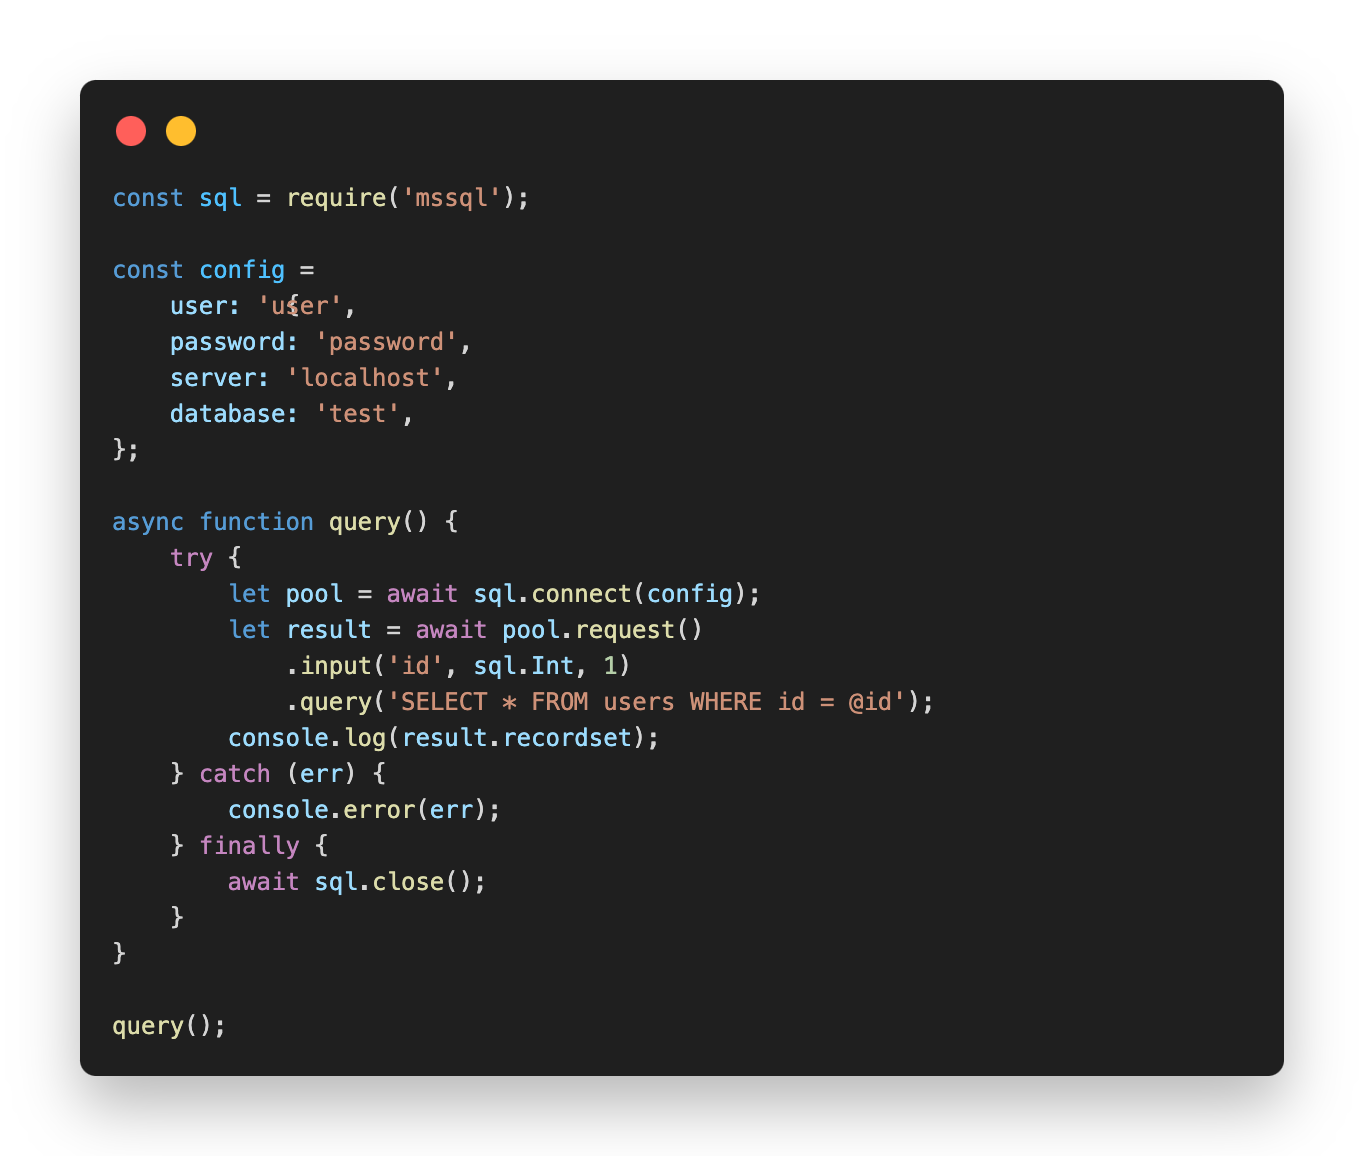 const sql = require('mssql');
const config =
{
user: 'user',
password: 'password',
server: 'localhost',
database: 'test',
};
async function query() {
try {
let pool = await sql.connect(config);
let result = await pool.request()
.input('id', sql.Int, 1)
.query('SELECT * FROM users WHERE id = @id');
console.log(result.recordset);
} catch (err) {
console.error(err);
} finally {
await sql.close();
}
}
query();